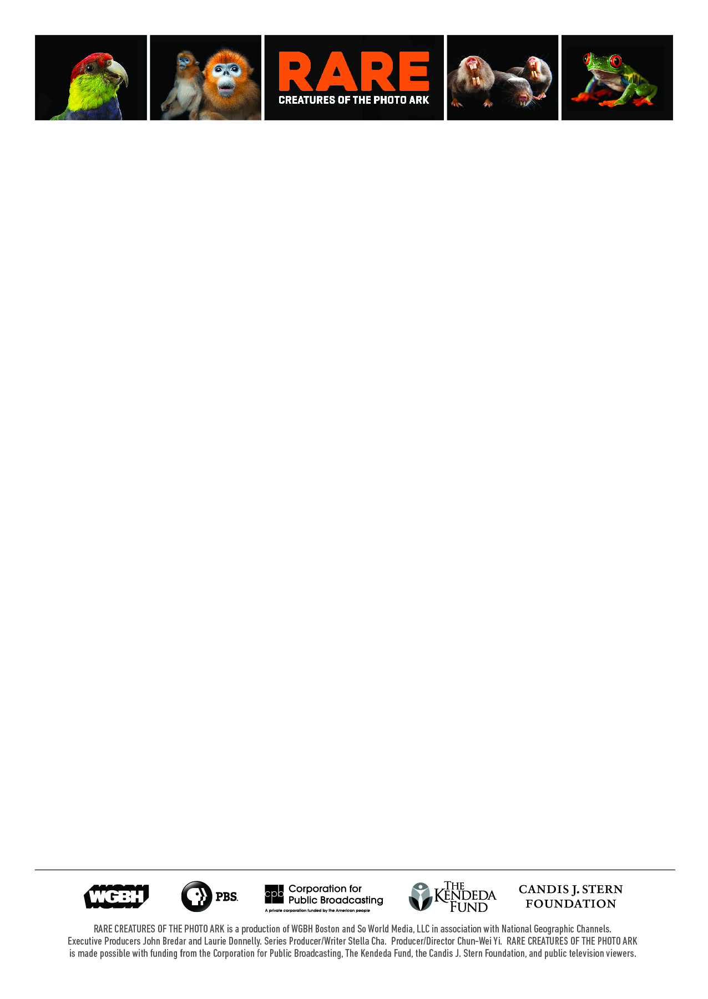 RARE
CREATURES OF THE PHOTO ARK
WGBH
PBS.
cpb
Corporation for
Public Broadcasting
A private corporation funded by the American people
THE
KENDEDA
FUND
CANDIS J. STERN
FOUNDATION
RARE CREATURES OF THE PHOTO ARK is a production of WGBH Boston and So World Media, LLC in association with National Geographic Channels.
Executive Producers John Bredar and Laurie Donnelly. Series Producer/Writer Stella Cha. Producer/Director Chun-Wei Yi. RARE CREATURES OF THE PHOTO ARK
is made possible with funding from the Corporation for Public Broadcasting, The Kendeda Fund, the Candis J. Stern Foundation, and public television viewers.